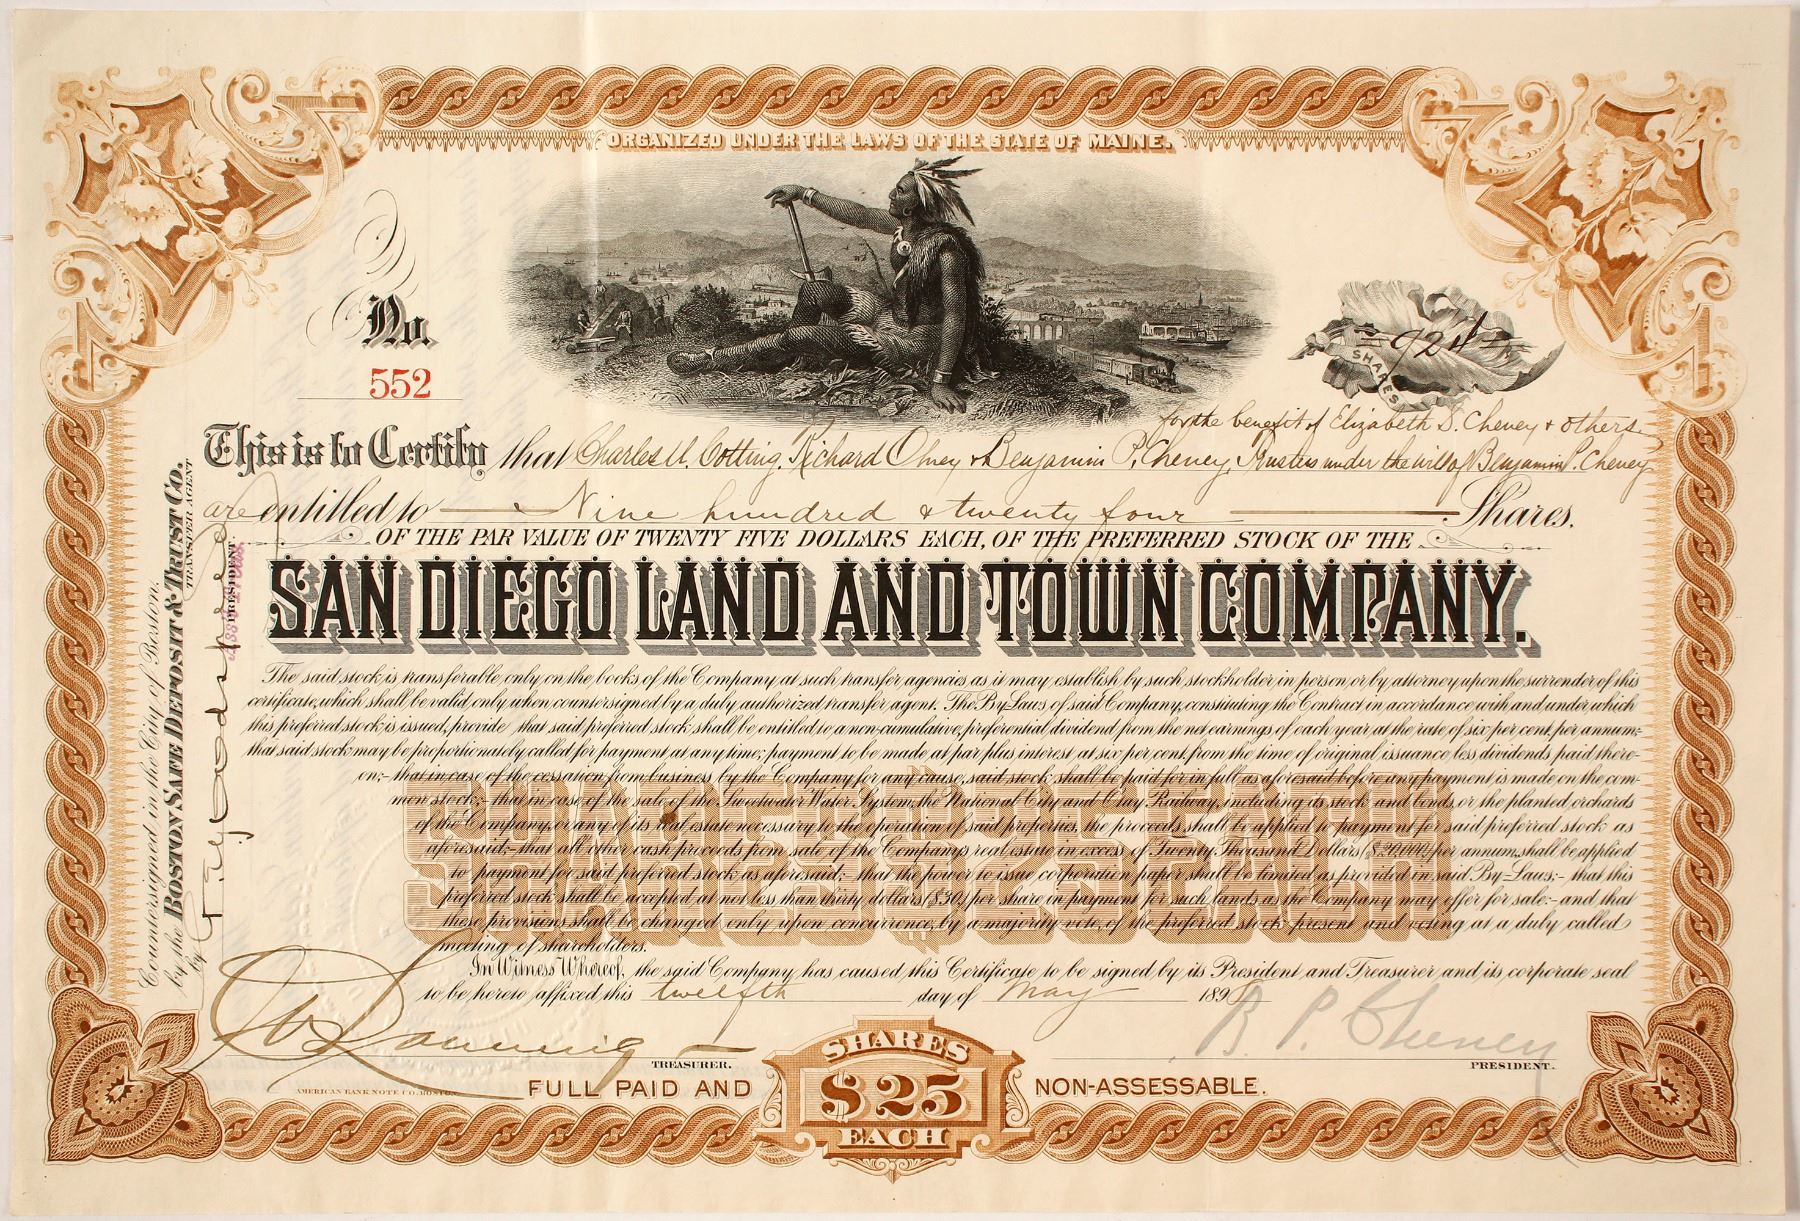 ORGANIZED UNDER THE LAWS OF THE STATE OF MAINE.
No.
552
=924=
SHARES
for the benefit of Elizabeth S. Cheney & others
This is to Certify that Charles U. Cotting, Richard Olney & Benjamin P. Cheney, Trustees under the will of Benjamin P. Cheney
are entitled to Nine hundred & twenty four Shares.
OF THE PAR VALUE OF TWENTY FIVE DOLLARS EACH, OF THE PREFERRED STOCK OF THE
SAN DIEGO LAND AND TOWN COMPANY.
The said stock is transferable only on the books of the Company at such transfer agencies as it may establish by such stockholder in person or by attorney upon the surrender of this
certificate, which shall be valid only when countersigned by a duly authorized transfer agent. The By Laws of said Company, constituting the Contract in accordance with and under which
this preferred stock is issued, provide that said preferred stock shall be entitled to a non-cumulative, preferential dividend from the net earnings of each year at the rate of six per cent, per annum:
that said stock may be proportionately called for payment at any time; payment to be made at par plus interest at six per cent, from the time of original issuance less dividends paid there-
on;- that in case of the cessation from business by the Company for any cause, said stock shall be paid for in full as aforesaid before any payment is made on the com-
mon stock;- that in case of the sale of the Sweetwater Water System, the National City and Otay Railway, including its stock and bonds, or the planted orchards
of the Company, or any of its real estate necessary to the operation of said properties, the proceeds shall be applied to payment for said preferred stock as
aforesaid;- that all other cash proceeds from sale of the Company's real estate in excess of Twenty Thousand Dollars ($20,000) per annum, shall be applied
to payment for said preferred stock as aforesaid;- that the power to issue corporation paper shall be limited as provided in said By-Laws:- that this
preferred stock shall be accepted at not less than thirty dollars ($30) per share in payment for such lands as the Company may offer for sale:- and that
these provisions shall be changed only upon concurrence, by a majority vote, of the preferred stock present and voting at a duly called
meeting of shareholders.
SHARES $25 EACH
In Witness Whereof, the said Company has caused this Certificate to be signed by its President and Treasurer and its corporate seal
to be hereto affixed this twelfth day of May 189
B. P. Cheney
TREASURER.
PRESIDENT.
AMERICAN BANK NOTE CO. BOSTON.
FULL PAID AND
SHARES
$25
EACH
NON-ASSESSABLE.
Countersigned in the City of Boston.
by the BOSTON SAFE DEPOSIT & TRUST CO.
TRANSFER AGENT
by
PRESIDENT.